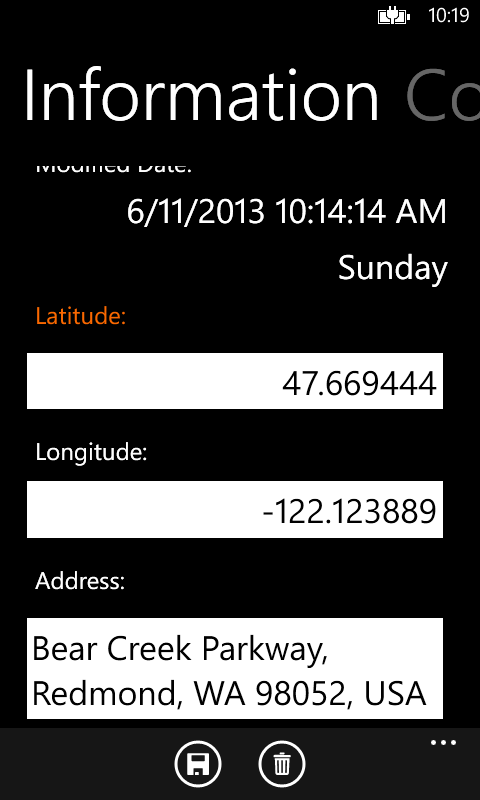 10:19
Information Co
Modified Date:
6/11/2013 10:14:14 AM
Sunday
Latitude:
47.669444
Longitude:
-122.123889
Address:
Bear Creek Parkway,
Redmond, WA 98052, USA